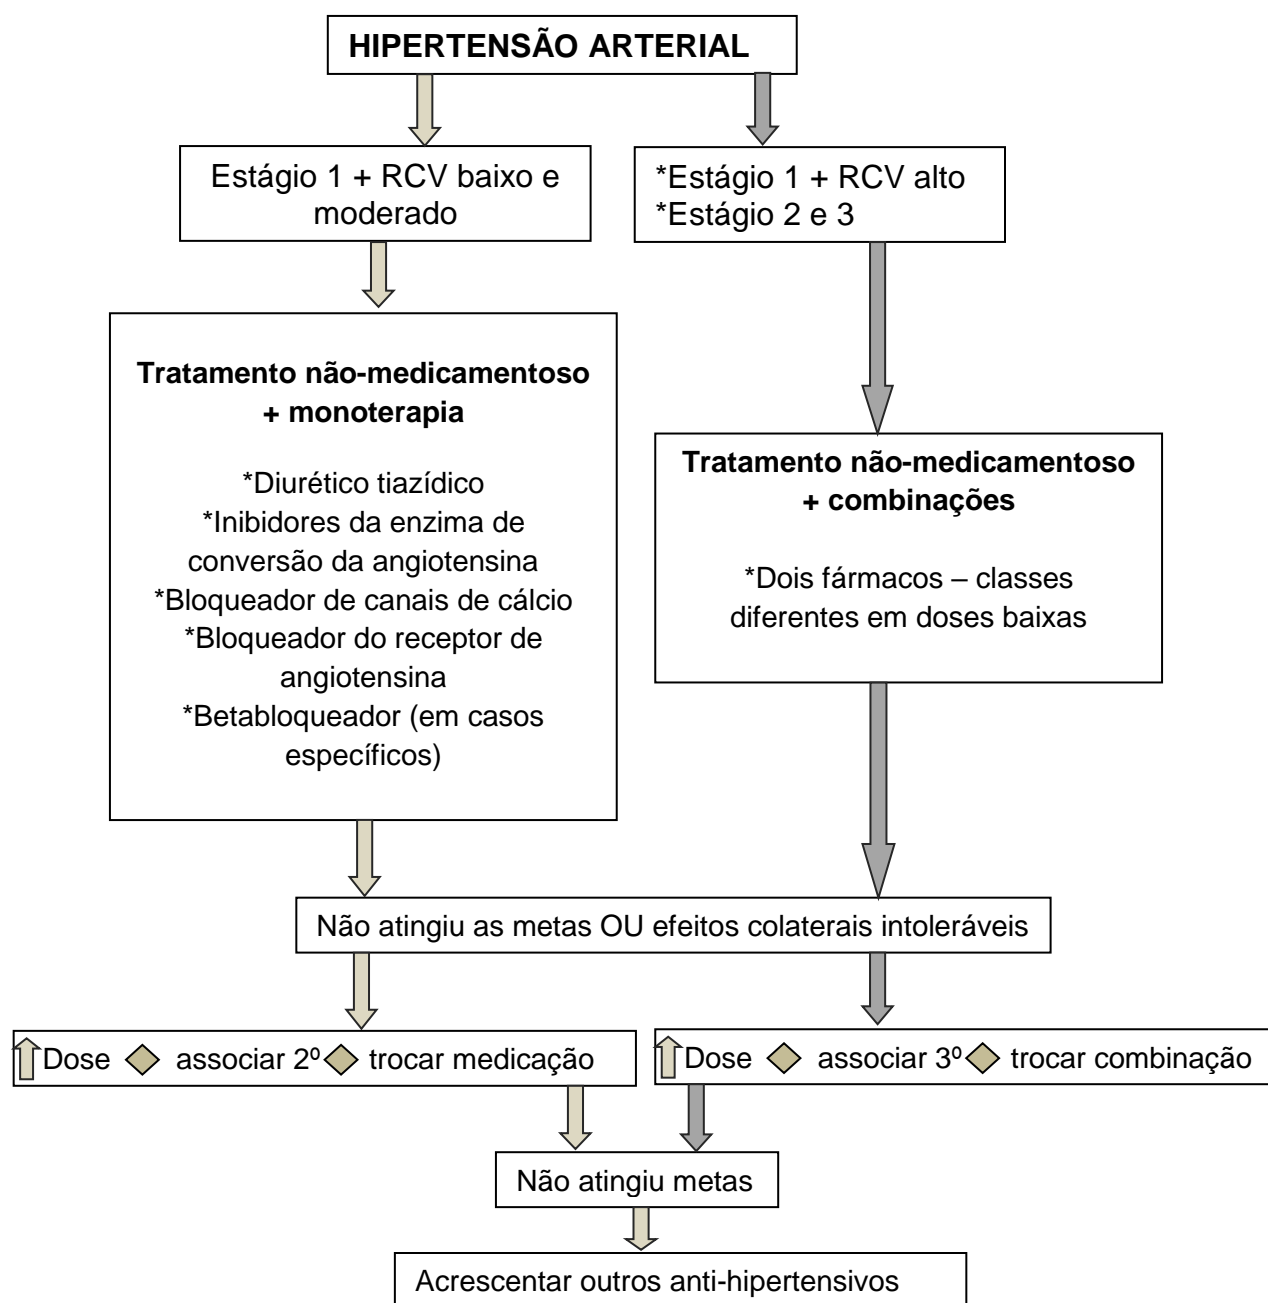 HIPERTENSÃO ARTERIAL
Estágio 1 + RCV baixo e
moderado
*Estágio 1 + RCV alto
*Estágio 2 e 3
Tratamento não-medicamentoso
+ monoterapia
*Diurético tiazídico
*Inibidores da enzima de
conversão da angiotensina
*Bloqueador de canais de cálcio
*Bloqueador do receptor de
angiotensina
*Betabloqueador (em casos
específicos)
Tratamento não-medicamentoso
+ combinações
*Dois fármacos – classes
diferentes em doses baixas
Não atingiu as metas OU efeitos colaterais intoleráveis
Dose associar 2º trocar medicação
Dose associar 3º trocar combinação
Não atingiu metas
Acrescentar outros anti-hipertensivos